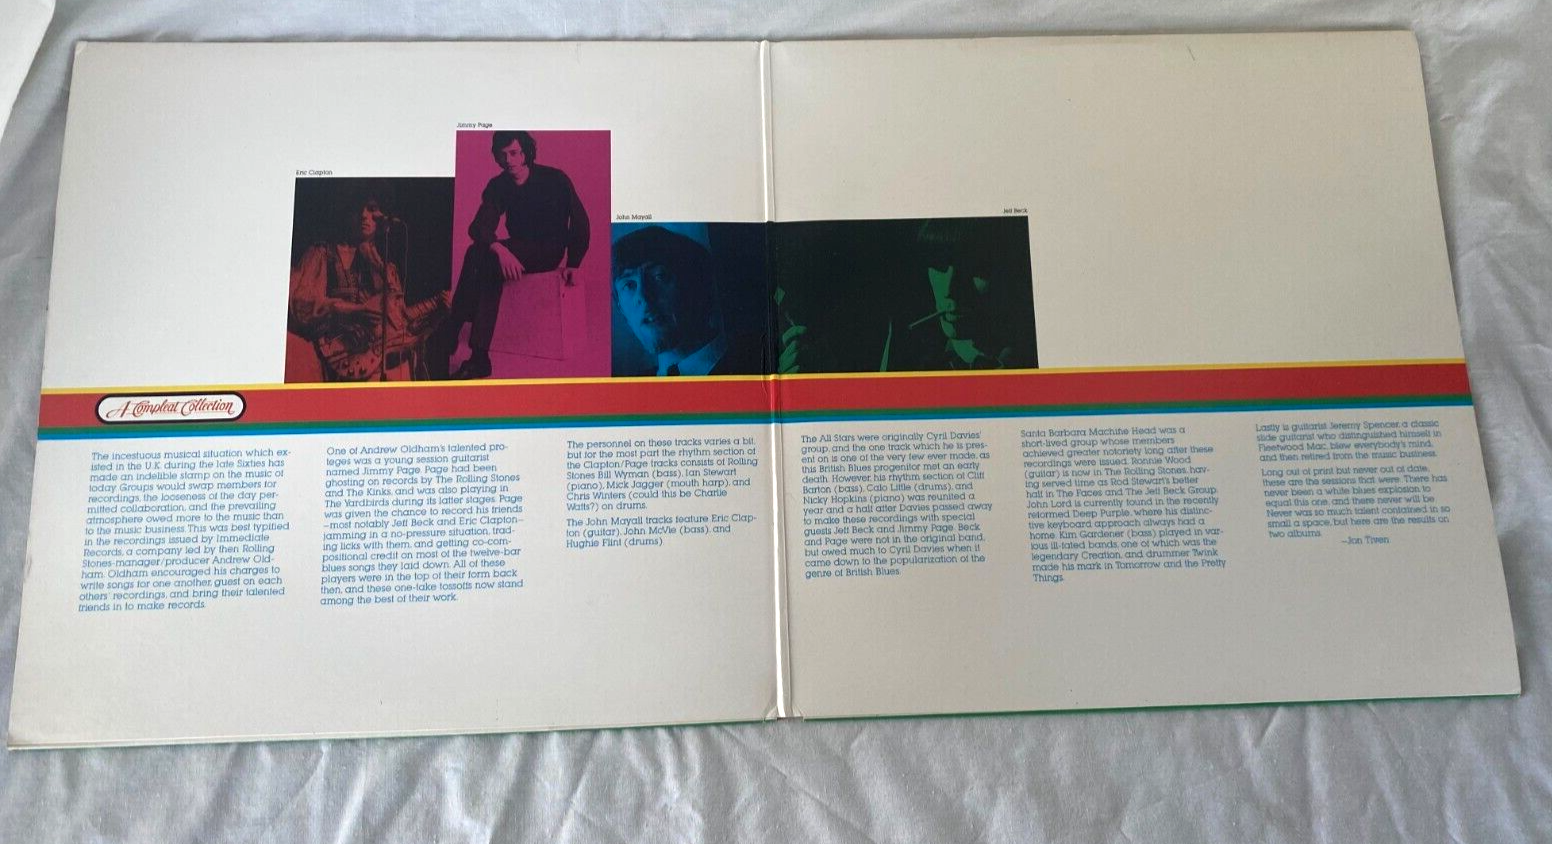 Jimmy Page
Eric Clapton
John Mayall
Jeff Beck
A Compleat Collection
The incestuous musical situation which ex-
isted in the U.K. during the late Sixties has
made an indelible stamp on the music of
today. Groups would swap members for
recordings, the looseness of the day per-
mitted collaboration, and the prevailing
atmosphere owed more to the music than
to the music business. This was best typified
in the recordings issued by Immediate
Records, a company led by then Rolling
Stones-manager/producer Andrew Old-
ham. Oldham encouraged his charges to
write songs for one another, guest on each
others' recordings, and bring their talented
friends in to make records.
One of Andrew Oldham's talented pro-
teges was a young session guitarist
named Jimmy Page. Page had been
ghosting on records by The Rolling Stones
and The Kinks, and was also playing in
The Yardbirds during its latter stages. Page
was given the chance to record his friends
—most notably Jeff Beck and Eric Clapton—
jamming in a no-pressure situation, trad-
ing licks with them, and getting co-com-
positional credit on most of the twelve-bar
blues songs they laid down. All of these
players were in the top of their form back
then, and these one-take tossoffs now stand
among the best of their work.
The personnel on these tracks varies a bit,
but for the most part the rhythm section of
the Clapton/Page tracks consists of Rolling
Stones Bill Wyman (bass), Ian Stewart
(piano), Mick Jagger (mouth harp), and
Chris Winters (could this be Charlie
Watts?) on drums.
The John Mayall tracks feature Eric Clap-
ton (guitar), John McVie (bass), and
Hughie Flint (drums).
The All Stars were originally Cyril Davies'
group, and the one track which he is pres-
ent on is one of the very few ever made, as
this British Blues progenitor met an early
death. However, his rhythm section of Cliff
Barton (bass), Calo Little (drums), and
Nicky Hopkins (piano) was reunited a
year and a half after Davies passed away
to make these recordings with special
guests Jeff Beck and Jimmy Page. Beck
and Page were not in the original band,
but owed much to Cyril Davies when it
came down to the popularization of the
genre of British Blues.
Santa Barbara Machine Head was a
short-lived group whose members
achieved greater notoriety long after these
recordings were issued. Ronnie Wood
(guitar) is now in The Rolling Stones, hav-
ing served time as Rod Stewart's better
half in The Faces and The Jeff Beck Group.
John Lord is currently found in the recently
reformed Deep Purple, where his distinc-
tive keyboard approach always had a
home. Kim Gardener (bass) played in var-
ious ill-fated bands, one of which was the
legendary Creation, and drummer Twink
made his mark in Tomorrow and the Pretty
Things.
Lastly is guitarist Jeremy Spencer, a classic
slide guitarist who distinguished himself in
Fleetwood Mac, blew everybody's mind,
and then retired from the music business.
Long out of print but never out of date,
these are the sessions that were. There has
never been a white blues explosion to
equal this one, and there never will be.
Never was so much talent contained in so
small a space, but here are the results on
two albums.
—Jon Tiven